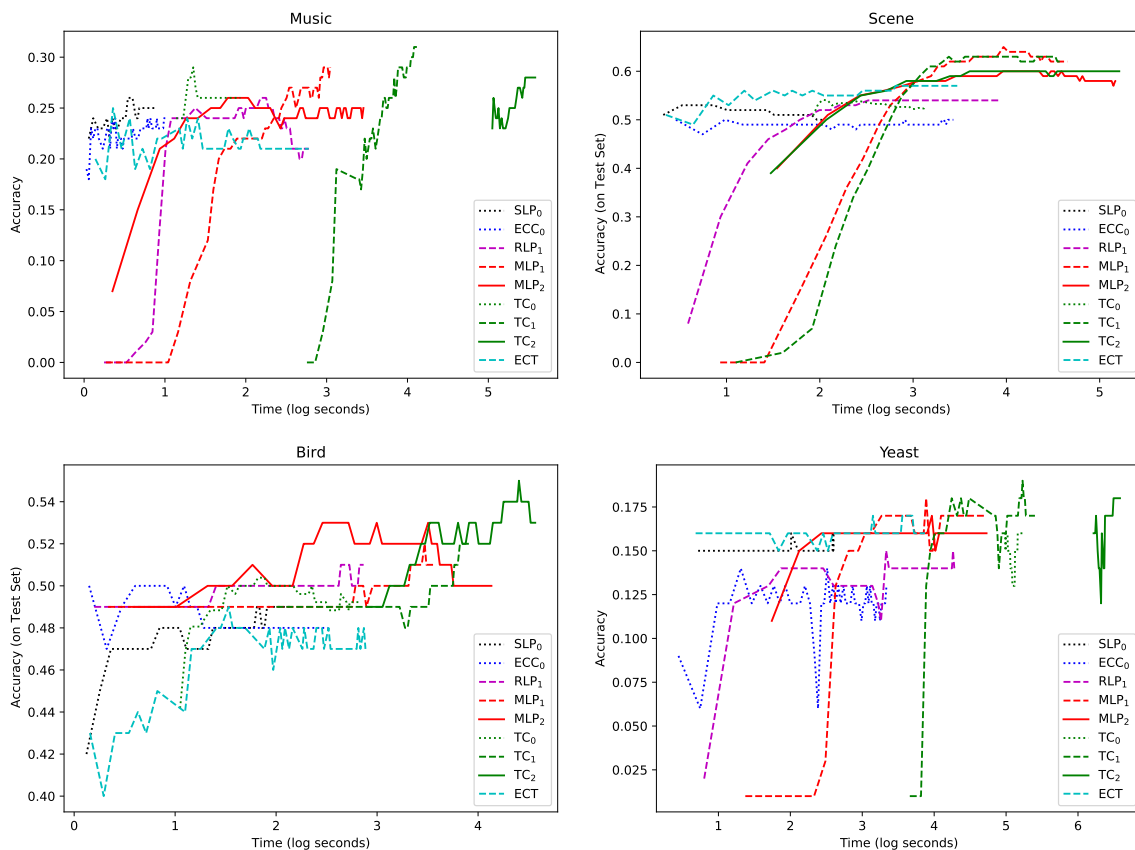 Music
Accuracy
0.30
0.25
0.20
0.15
0.10
0.05
0.00
0 1 2 3 4 5
Time (log seconds)
SLP₀
ECC₀
RLP₁
MLP₁
MLP₂
TC₀
TC₁
TC₂
ECT
Scene
Accuracy (on Test Set)
0.6
0.5
0.4
0.3
0.2
0.1
0.0
1 2 3 4 5
Time (log seconds)
SLP₀
ECC₀
RLP₁
MLP₁
MLP₂
TC₀
TC₁
TC₂
ECT
Bird
Accuracy (on Test Set)
0.54
0.52
0.50
0.48
0.46
0.44
0.42
0.40
0 1 2 3 4
Time (log seconds)
SLP₀
ECC₀
RLP₁
MLP₁
MLP₂
TC₀
TC₁
TC₂
ECT
Yeast
Accuracy
0.175
0.150
0.125
0.100
0.075
0.050
0.025
1 2 3 4 5 6
Time (log seconds)
SLP₀
ECC₀
RLP₁
MLP₁
MLP₂
TC₀
TC₁
TC₂
ECT